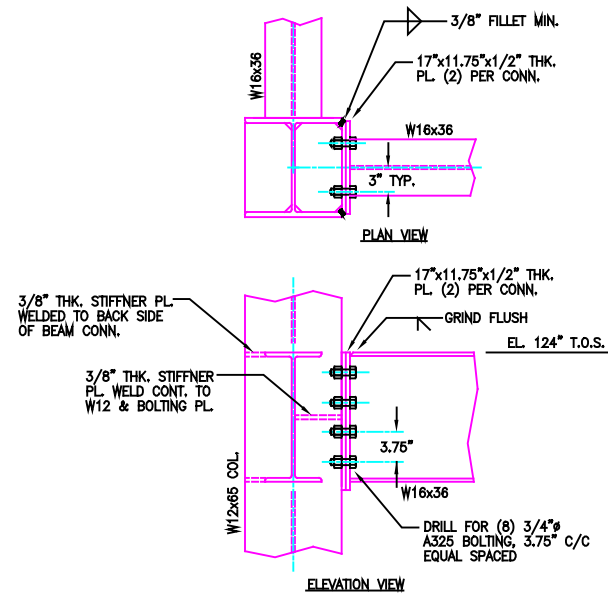 3/8" FILLET MIN.
17"x11.75"x1/2" THK.
PL. (2) PER CONN.
W16x36
W16x36
3" TYP.
PLAN VIEW
17"x11.75"x1/2" THK.
PL. (2) PER CONN.
3/8" THK. STIFFNER PL.
WELDED TO BACK SIDE
OF BEAM CONN.
GRIND FLUSH
EL. 124" T.O.S.
3/8" THK. STIFFNER
PL. WELD CONT. TO
W12 & BOLTING PL.
3.75"
W12x65 COL.
W16x36
DRILL FOR (8) 3/4"ø
A325 BOLTING, 3.75" C/C
EQUAL SPACED
ELEVATION VIEW